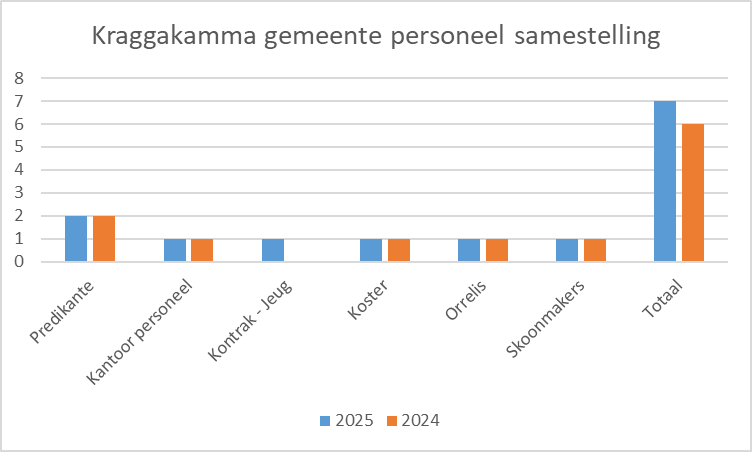 Kraggakamma gemeente personeel samestelling
8
7
6
5
4
3
2
1
0
Predikante
Kantoor personeel
Kontrak - Jeug
Koster
Orrelis
Skoonmakers
Totaal
2025 2024